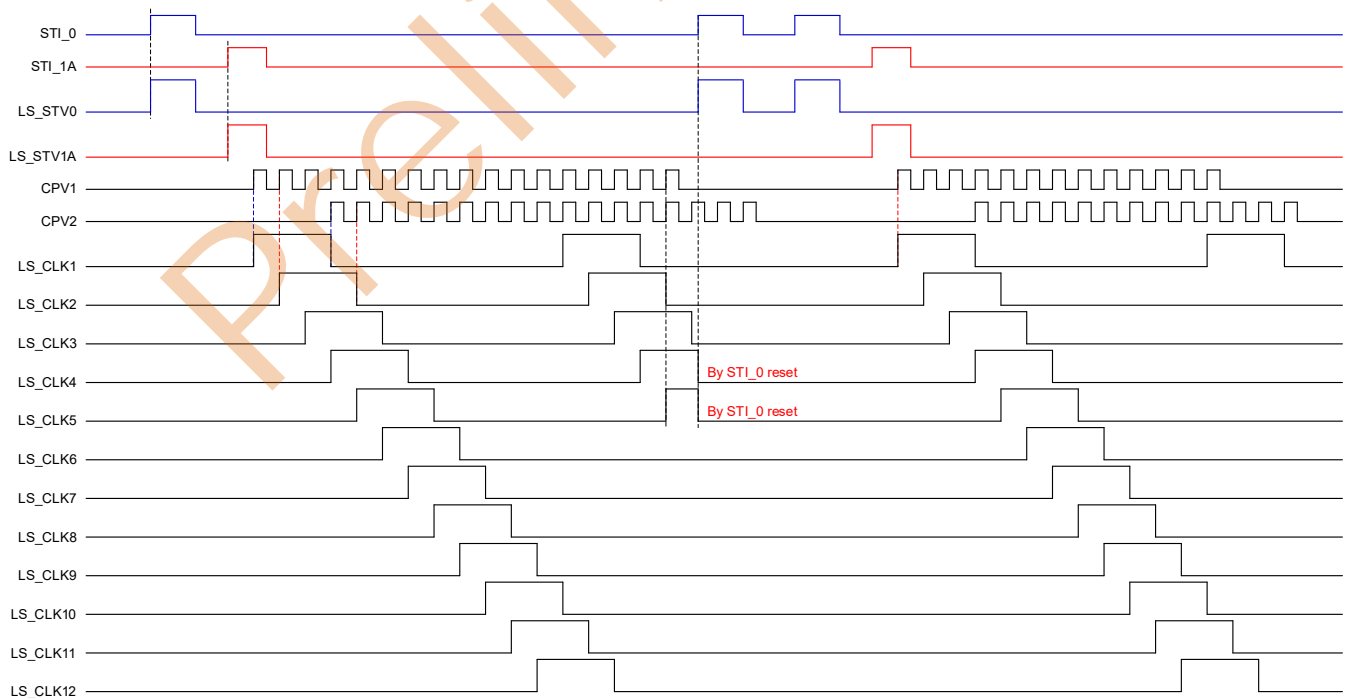 STI_0
STI_1A
LS_STV0
LS_STV1A
CPV1
CPV2
LS_CLK1
LS_CLK2
LS_CLK3
LS_CLK4
By STI_0 reset
LS_CLK5
By STI_0 reset
LS_CLK6
LS_CLK7
LS_CLK8
LS_CLK9
LS_CLK10
LS_CLK11
LS_CLK12
Preli